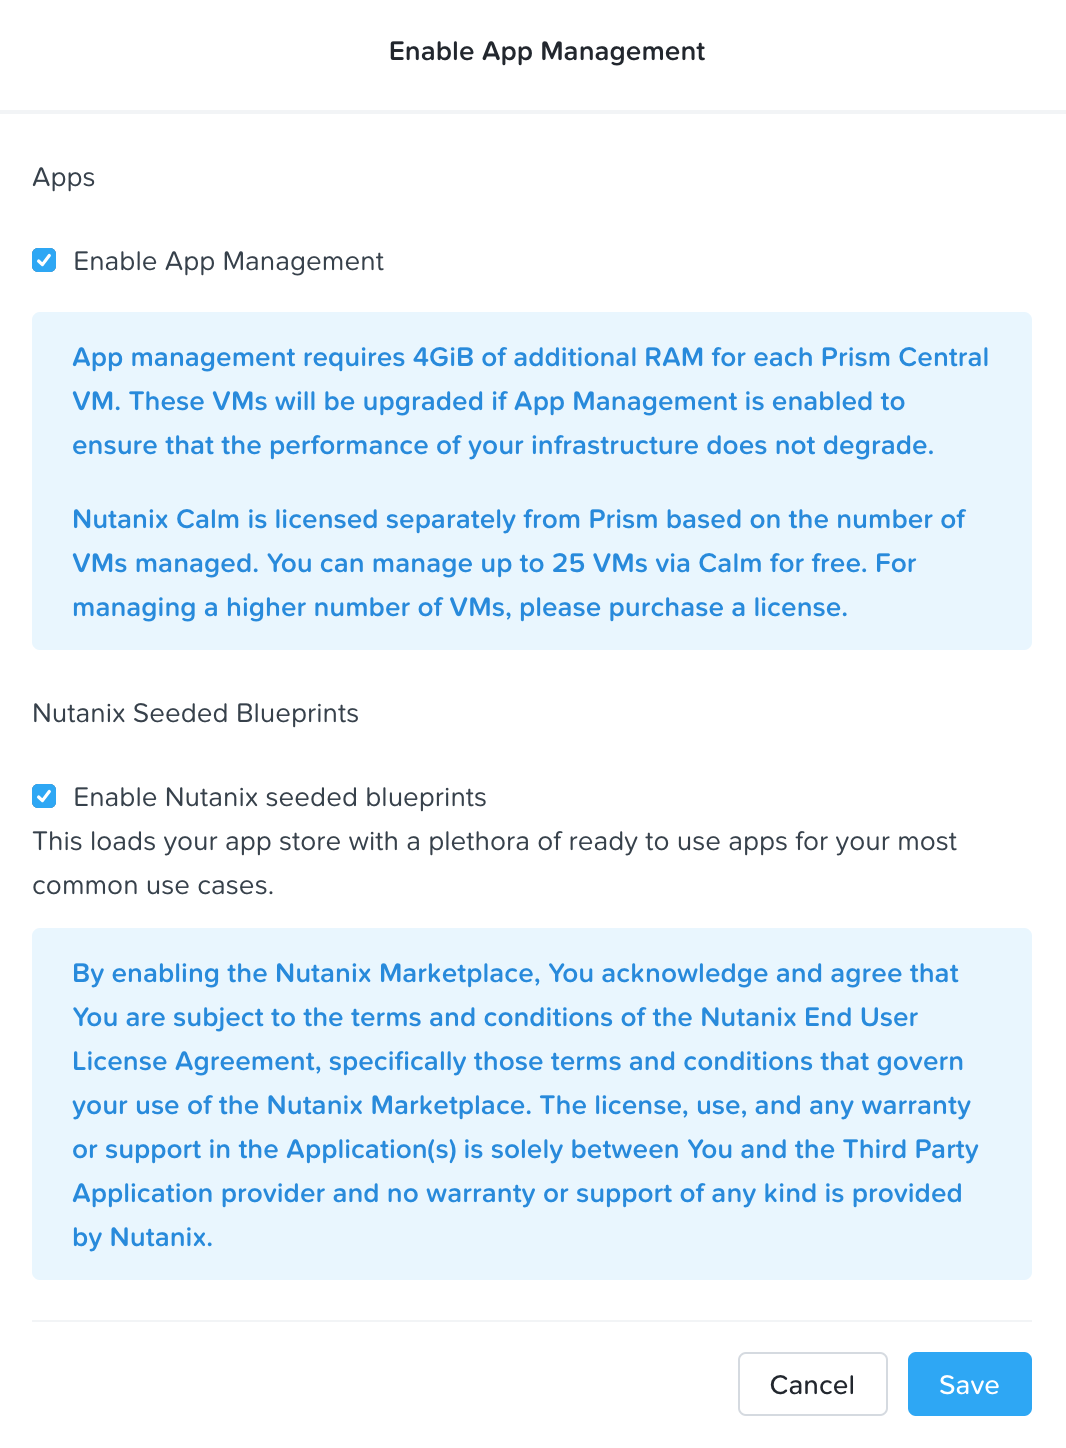 Enable App Management
Apps
Enable App Management
App management requires 4GiB of additional RAM for each Prism Central
VM. These VMs will be upgraded if App Management is enabled to
ensure that the performance of your infrastructure does not degrade.
Nutanix Calm is licensed separately from Prism based on the number of
VMs managed. You can manage up to 25 VMs via Calm for free. For
managing a higher number of VMs, please purchase a license.
Nutanix Seeded Blueprints
Enable Nutanix seeded blueprints
This loads your app store with a plethora of ready to use apps for your most
common use cases.
By enabling the Nutanix Marketplace, You acknowledge and agree that
You are subject to the terms and conditions of the Nutanix End User
License Agreement, specifically those terms and conditions that govern
your use of the Nutanix Marketplace. The license, use, and any warranty
or support in the Application(s) is solely between You and the Third Party
Application provider and no warranty or support of any kind is provided
by Nutanix.
Cancel
Save